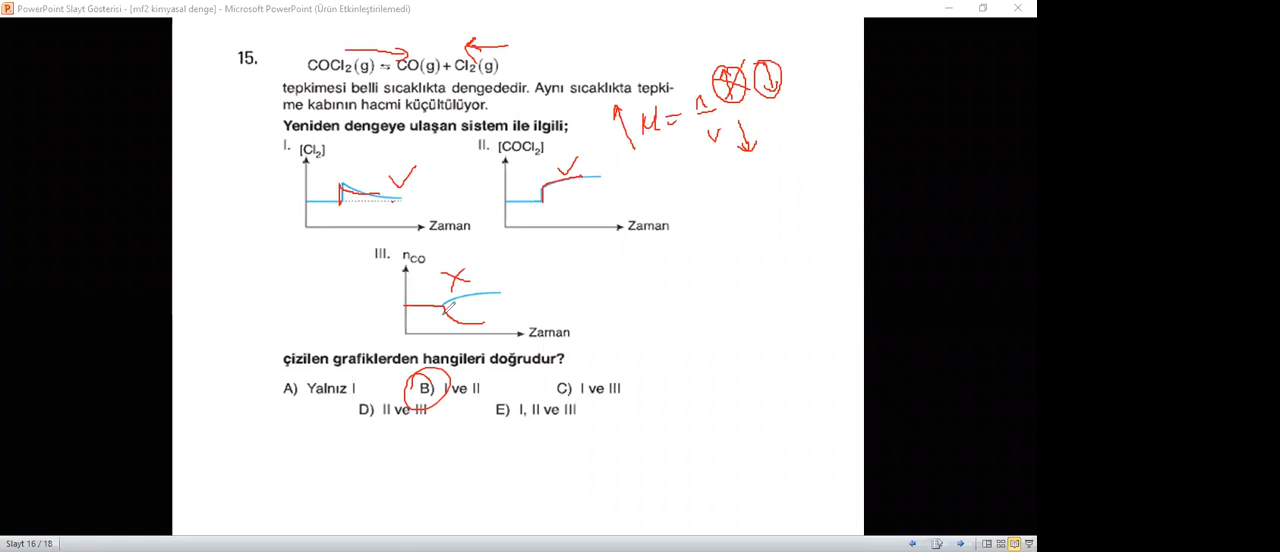 PowerPoint Slayt Gösterisi - [mf2 kimyasal denge] - Microsoft PowerPoint (Ürün Etkinleştirilemedi)
15.
COCl₂(g) ⇋ CO(g) + Cl₂(g)
tepkimesi belli sıcaklıkta dengededir. Aynı sıcaklıkta tepki-
me kabının hacmi küçültülüyor.
Yeniden dengeye ulaşan sistem ile ilgili;
M = n
v
I. [Cl₂]
II. [COCl₂]
Zaman
Zaman
III. nCO
Zaman
çizilen grafiklerden hangileri doğrudur?
A) Yalnız I
B) I ve II
C) I ve III
D) II ve III
E) I, II ve III
Slayt 16 / 18